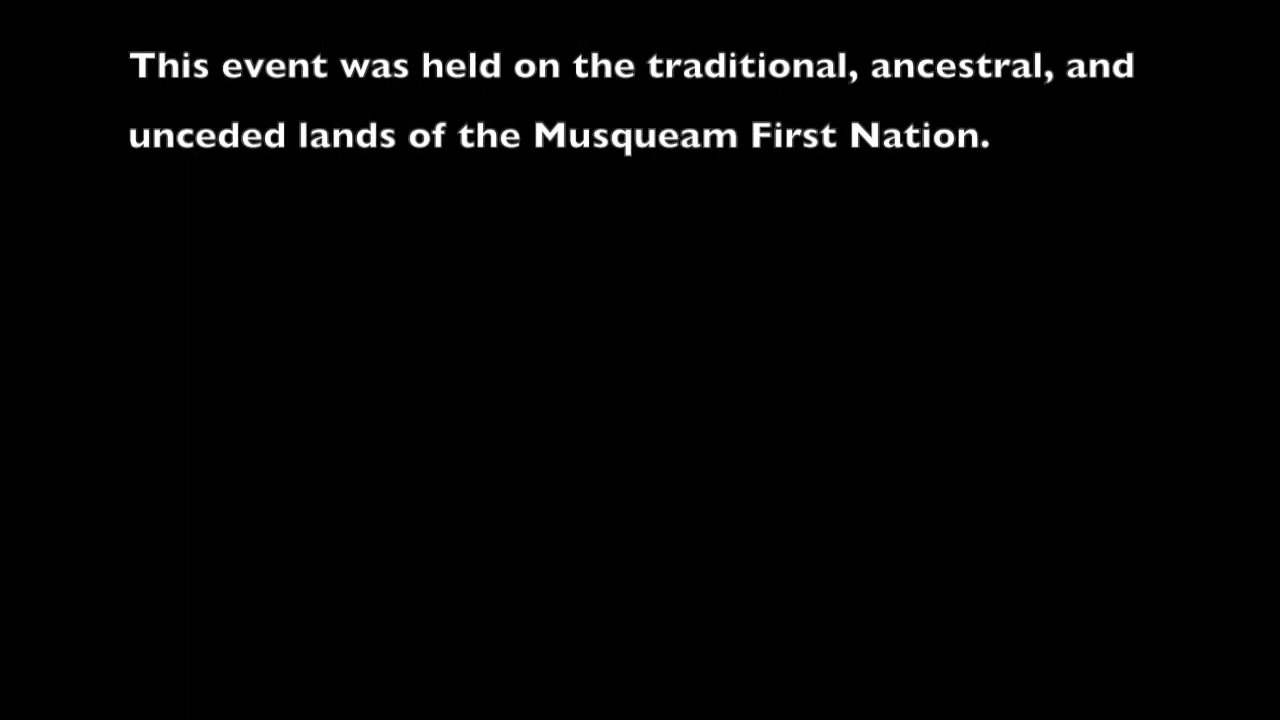 This event was held on the traditional, ancestral, and
unceded lands of the Musqueam First Nation.